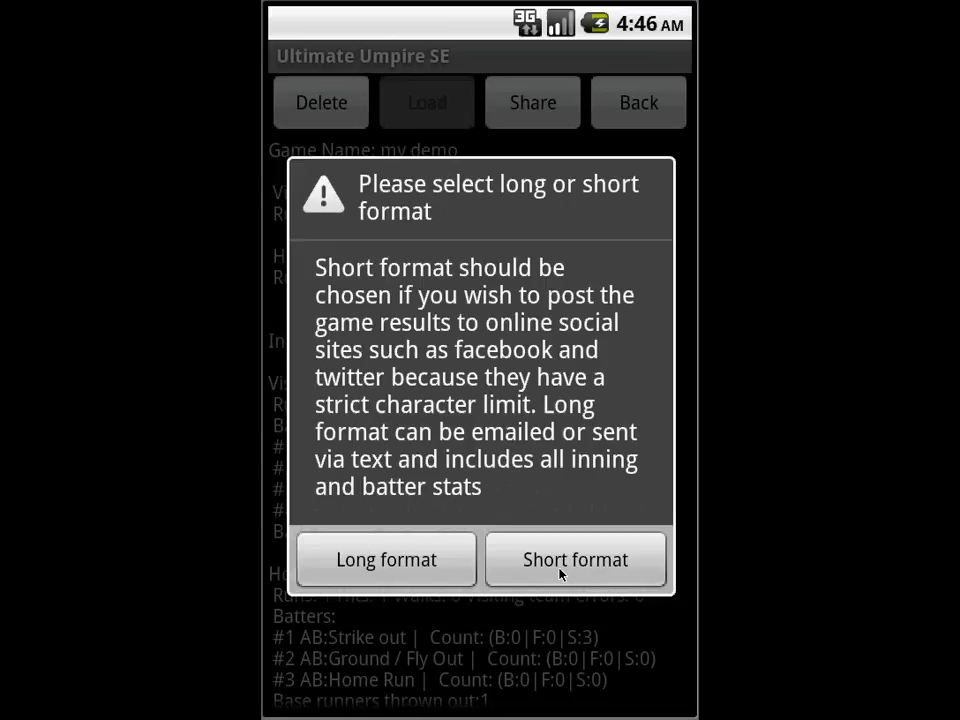 3G 4:46 AM
Ultimate Umpire SE
Delete Load Share Back
Game Name: my demo
Please select long or short
format
Short format should be
chosen if you wish to post the
game results to online social
sites such as facebook and
twitter because they have a
strict character limit. Long
format can be emailed or sent
via text and includes all inning
and batter stats
Long format Short format
Batters:
#1 AB:Strike out | Count: (B:0|F:0|S:3)
#2 AB:Ground / Fly Out | Count: (B:0|F:0|S:0)
#3 AB:Home Run | Count: (B:0|F:0|S:0)
Base runners thrown out:1